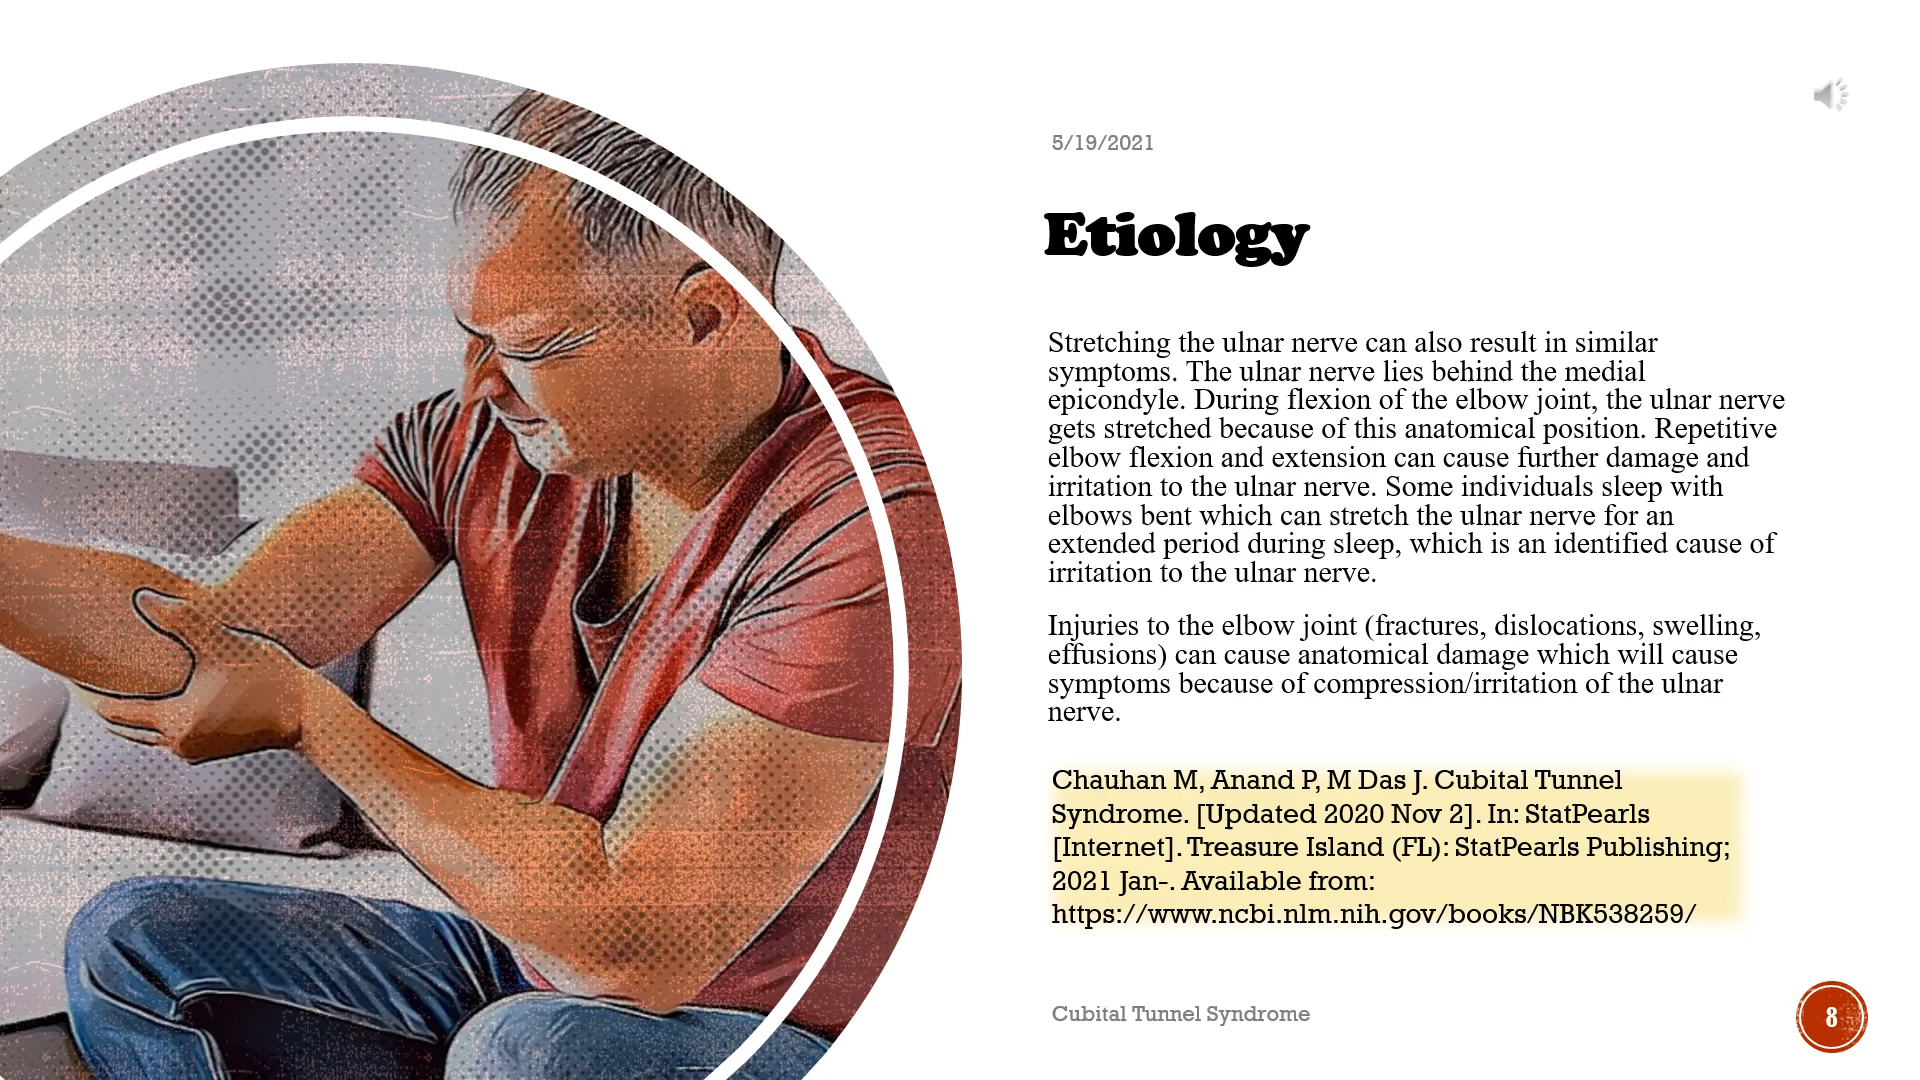 5/19/2021
Etiology
Stretching the ulnar nerve can also result in similar
symptoms. The ulnar nerve lies behind the medial
epicondyle. During flexion of the elbow joint, the ulnar nerve
gets stretched because of this anatomical position. Repetitive
elbow flexion and extension can cause further damage and
irritation to the ulnar nerve. Some individuals sleep with
elbows bent which can stretch the ulnar nerve for an
extended period during sleep, which is an identified cause of
irritation to the ulnar nerve.
Injuries to the elbow joint (fractures, dislocations, swelling,
effusions) can cause anatomical damage which will cause
symptoms because of compression/irritation of the ulnar
nerve.
Chauhan M, Anand P, M Das J. Cubital Tunnel
Syndrome. [Updated 2020 Nov 2]. In: StatPearls
[Internet]. Treasure Island (FL): StatPearls Publishing;
2021 Jan-. Available from:
https://www.ncbi.nlm.nih.gov/books/NBK538259/
Cubital Tunnel Syndrome
8